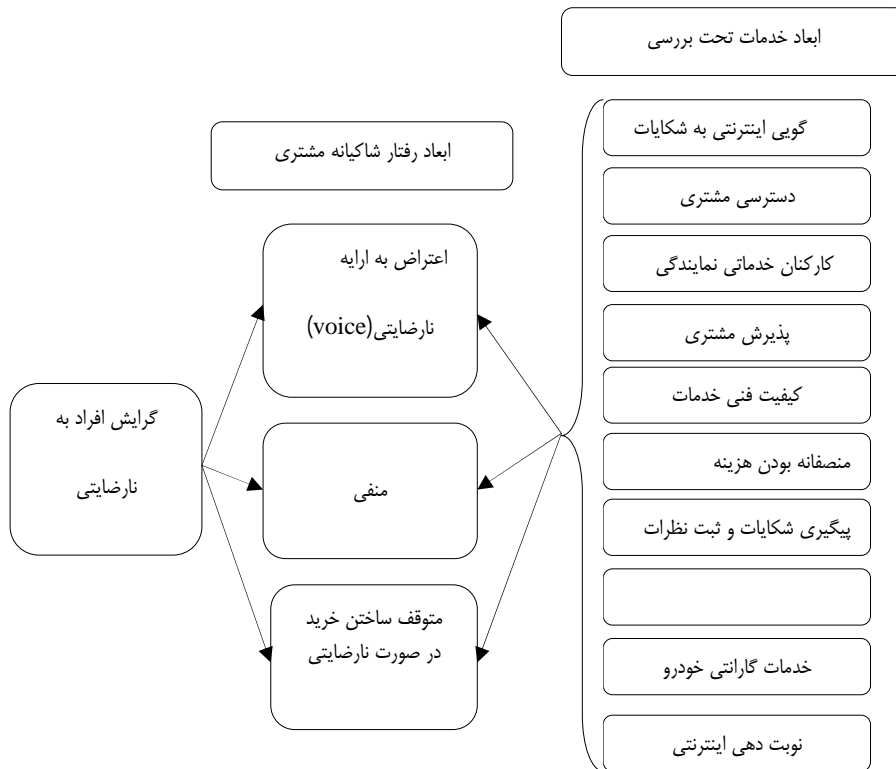 ابعاد خدمات تحت بررسی
گویی اینترنتی به شکایات
دسترسی مشتری
کارکنان خدماتی نمایندگی
پذیرش مشتری
کیفیت فنی خدمات
منصفانه بودن هزینه
پیگیری شکایات و ثبت نظرات
خدمات گارانتی خودرو
نوبت دهی اینترنتی
ابعاد رفتار شاکیانه مشتری
اعتراض به ارایه
نارضایتی(voice)
منفی
متوقف ساختن خرید
در صورت نارضایتی
گرایش افراد به
نارضایتی